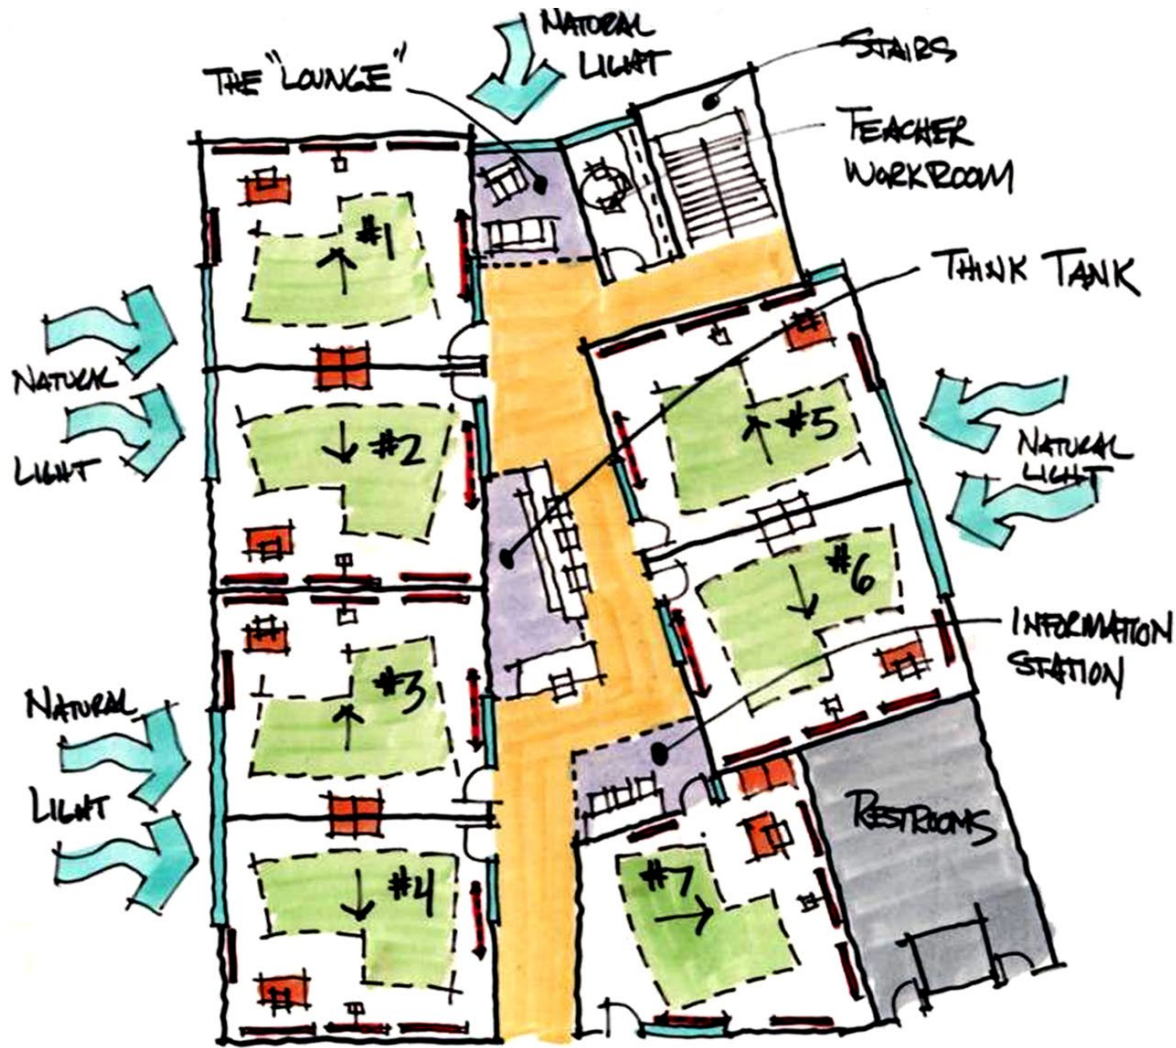 NATURAL
LIGHT
STAIRS
THE "LOUNGE"
TEACHER
WORKROOM
#1
THINK TANK
NATURAL
LIGHT
#2
#5
NATURAL
LIGHT
#6
INFORMATION
STATION
#3
NATURAL
LIGHT
RESTROOMS
#4
#7